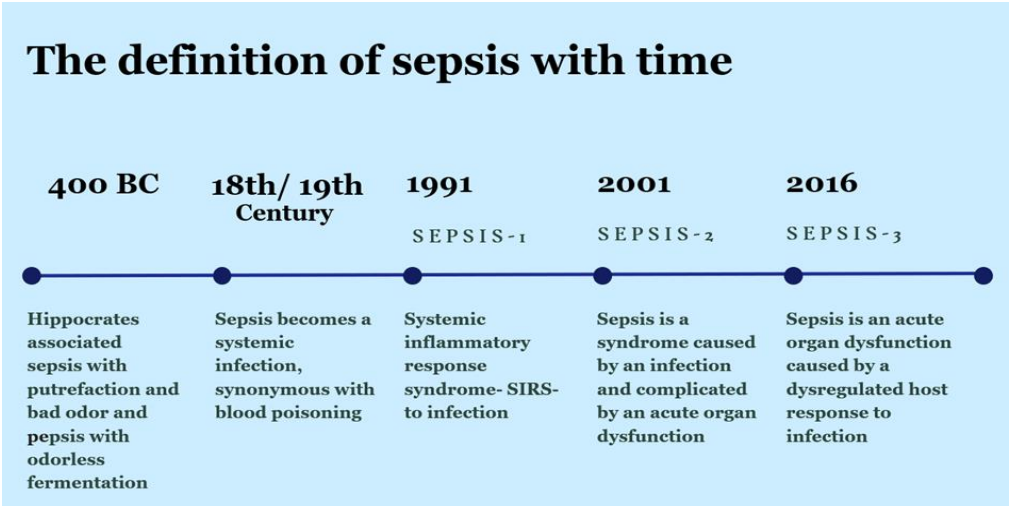 The definition of sepsis with time
400 BC
18th/ 19th
Century
1991
SEPSIS-1
2001
SEPSIS-2
2016
SEPSIS-3
Hippocrates
associated
sepsis with
putrefaction and
bad odor and
pepsis with
odorless
fermentation
Sepsis becomes a
systemic
infection,
synonymous with
blood poisoning
Systemic
inflammatory
response
syndrome- SIRS-
to infection
Sepsis is a
syndrome caused
by an infection
and complicated
by an acute organ
dysfunction
Sepsis is an acute
organ dysfunction
caused by a
dysregulated host
response to
infection